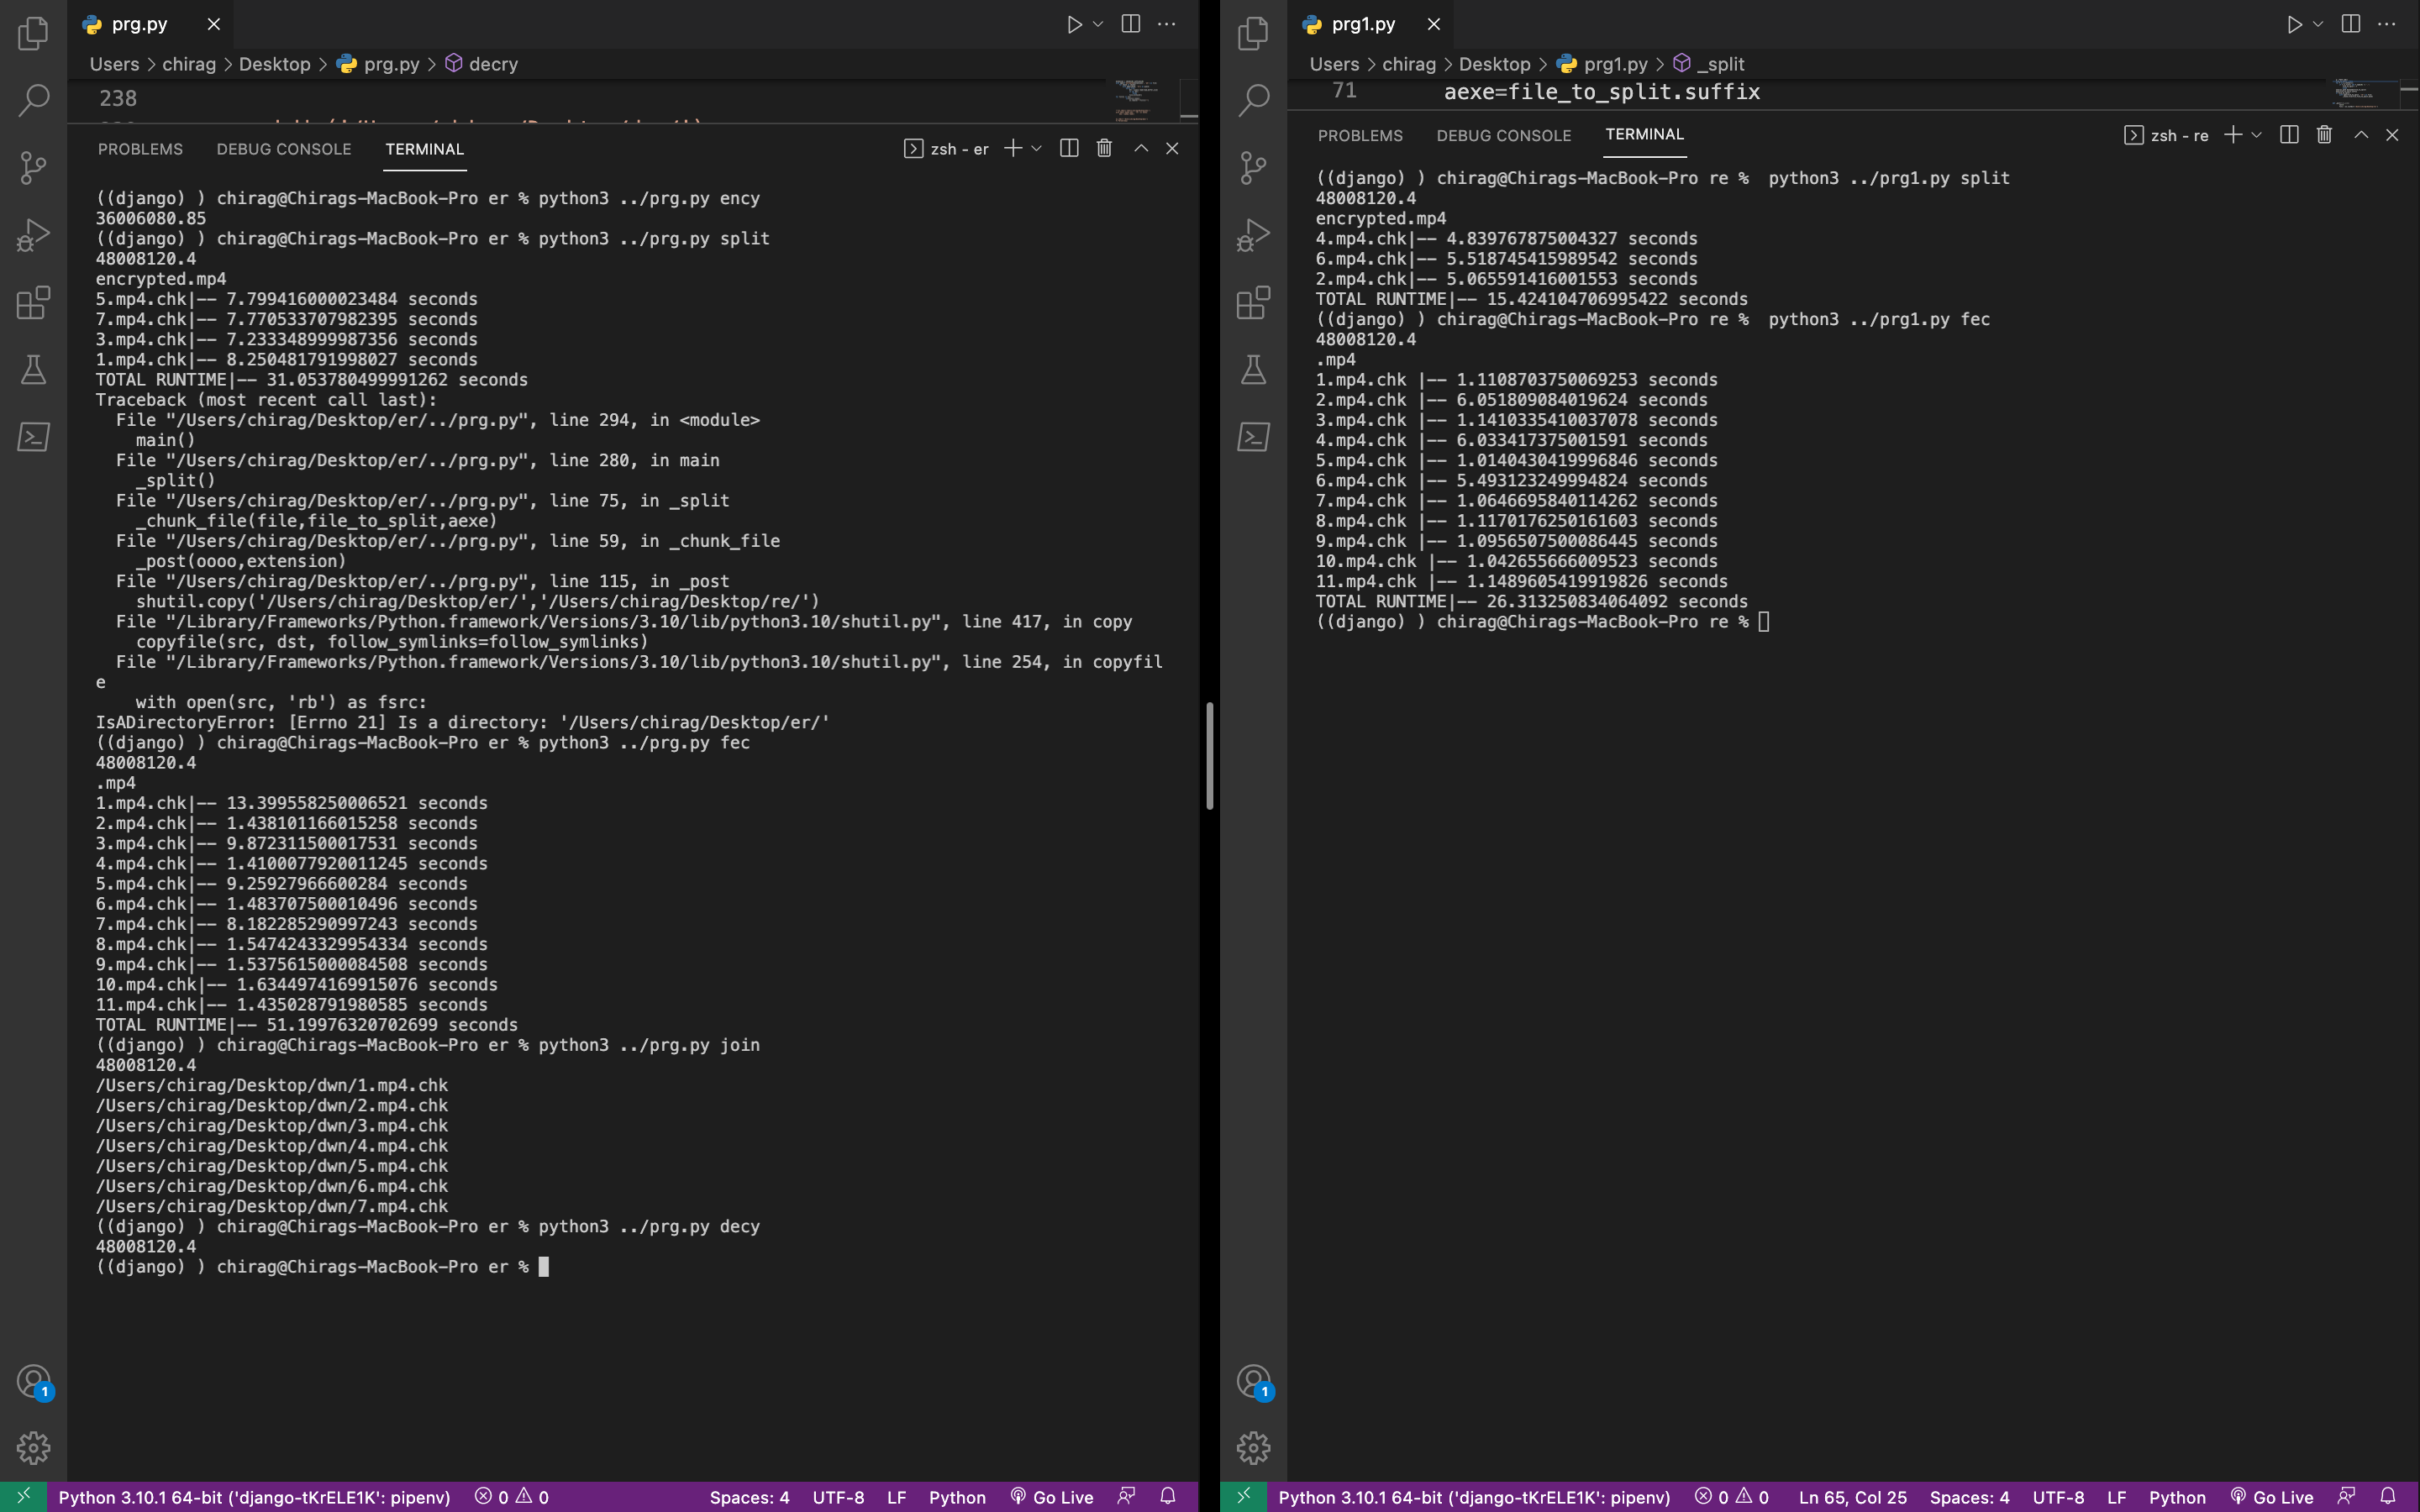 prg.py
Users > chirag > Desktop > prg.py > decry
238
PROBLEMS DEBUG CONSOLE TERMINAL
zsh - er
((django) ) chirag@Chirags-MacBook-Pro er % python3 ../prg.py ency
36006080.85
((django) ) chirag@Chirags-MacBook-Pro er % python3 ../prg.py split
48008120.4
encrypted.mp4
5.mp4.chk|-- 7.799416000023484 seconds
7.mp4.chk|-- 7.770533707982395 seconds
3.mp4.chk|-- 7.233348999987356 seconds
1.mp4.chk|-- 8.250481791998027 seconds
TOTAL RUNTIME|-- 31.053780499991262 seconds
Traceback (most recent call last):
File "/Users/chirag/Desktop/er/../prg.py", line 294, in <module>
main()
File "/Users/chirag/Desktop/er/../prg.py", line 280, in main
_split()
File "/Users/chirag/Desktop/er/../prg.py", line 75, in _split
_chunk_file(file,file_to_split,aexe)
File "/Users/chirag/Desktop/er/../prg.py", line 59, in _chunk_file
_post(oooo,extension)
File "/Users/chirag/Desktop/er/../prg.py", line 115, in _post
shutil.copy('/Users/chirag/Desktop/er/','/Users/chirag/Desktop/re/')
File "/Library/Frameworks/Python.framework/Versions/3.10/lib/python3.10/shutil.py", line 417, in copy
copyfile(src, dst, follow_symlinks=follow_symlinks)
File "/Library/Frameworks/Python.framework/Versions/3.10/lib/python3.10/shutil.py", line 254, in copyfil
e
with open(src, 'rb') as fsrc:
IsADirectoryError: [Errno 21] Is a directory: '/Users/chirag/Desktop/er/'
((django) ) chirag@Chirags-MacBook-Pro er % python3 ../prg.py fec
48008120.4
.mp4
1.mp4.chk|-- 13.399558250006521 seconds
2.mp4.chk|-- 1.438101166015258 seconds
3.mp4.chk|-- 9.872311500017531 seconds
4.mp4.chk|-- 1.4100077920011245 seconds
5.mp4.chk|-- 9.25927966600284 seconds
6.mp4.chk|-- 1.483707500010496 seconds
7.mp4.chk|-- 8.182285290997243 seconds
8.mp4.chk|-- 1.5474243329954334 seconds
9.mp4.chk|-- 1.5375615000084508 seconds
10.mp4.chk|-- 1.6344974169915076 seconds
11.mp4.chk|-- 1.435028791980585 seconds
TOTAL RUNTIME|-- 51.19976320702699 seconds
((django) ) chirag@Chirags-MacBook-Pro er % python3 ../prg.py join
48008120.4
/Users/chirag/Desktop/dwn/1.mp4.chk
/Users/chirag/Desktop/dwn/2.mp4.chk
/Users/chirag/Desktop/dwn/3.mp4.chk
/Users/chirag/Desktop/dwn/4.mp4.chk
/Users/chirag/Desktop/dwn/5.mp4.chk
/Users/chirag/Desktop/dwn/6.mp4.chk
/Users/chirag/Desktop/dwn/7.mp4.chk
((django) ) chirag@Chirags-MacBook-Pro er % python3 ../prg.py decy
48008120.4
((django) ) chirag@Chirags-MacBook-Pro er %
1
Python 3.10.1 64-bit ('django-tKrELE1K': pipenv) 0 0 Spaces: 4 UTF-8 LF Python Go Live
prg1.py
Users > chirag > Desktop > prg1.py > _split
71 aexe=file_to_split.suffix
PROBLEMS DEBUG CONSOLE TERMINAL
zsh - re
((django) ) chirag@Chirags-MacBook-Pro re %  python3 ../prg1.py split
48008120.4
encrypted.mp4
4.mp4.chk|-- 4.839767875004327 seconds
6.mp4.chk|-- 5.518745415989542 seconds
2.mp4.chk|-- 5.065591416001553 seconds
TOTAL RUNTIME|-- 15.424104706995422 seconds
((django) ) chirag@Chirags-MacBook-Pro re %  python3 ../prg1.py fec
48008120.4
.mp4
1.mp4.chk |-- 1.1108703750069253 seconds
2.mp4.chk |-- 6.051809084019624 seconds
3.mp4.chk |-- 1.1410335410037078 seconds
4.mp4.chk |-- 6.033417375001591 seconds
5.mp4.chk |-- 1.0140430419996846 seconds
6.mp4.chk |-- 5.493123249994824 seconds
7.mp4.chk |-- 1.0646695840114262 seconds
8.mp4.chk |-- 1.1170176250161603 seconds
9.mp4.chk |-- 1.0956507500086445 seconds
10.mp4.chk |-- 1.042655666009523 seconds
11.mp4.chk |-- 1.1489605419919826 seconds
TOTAL RUNTIME|-- 26.313250834064092 seconds
((django) ) chirag@Chirags-MacBook-Pro re %
1
Python 3.10.1 64-bit ('django-tKrELE1K': pipenv) 0 0 Ln 65, Col 25 Spaces: 4 UTF-8 LF Python Go Live